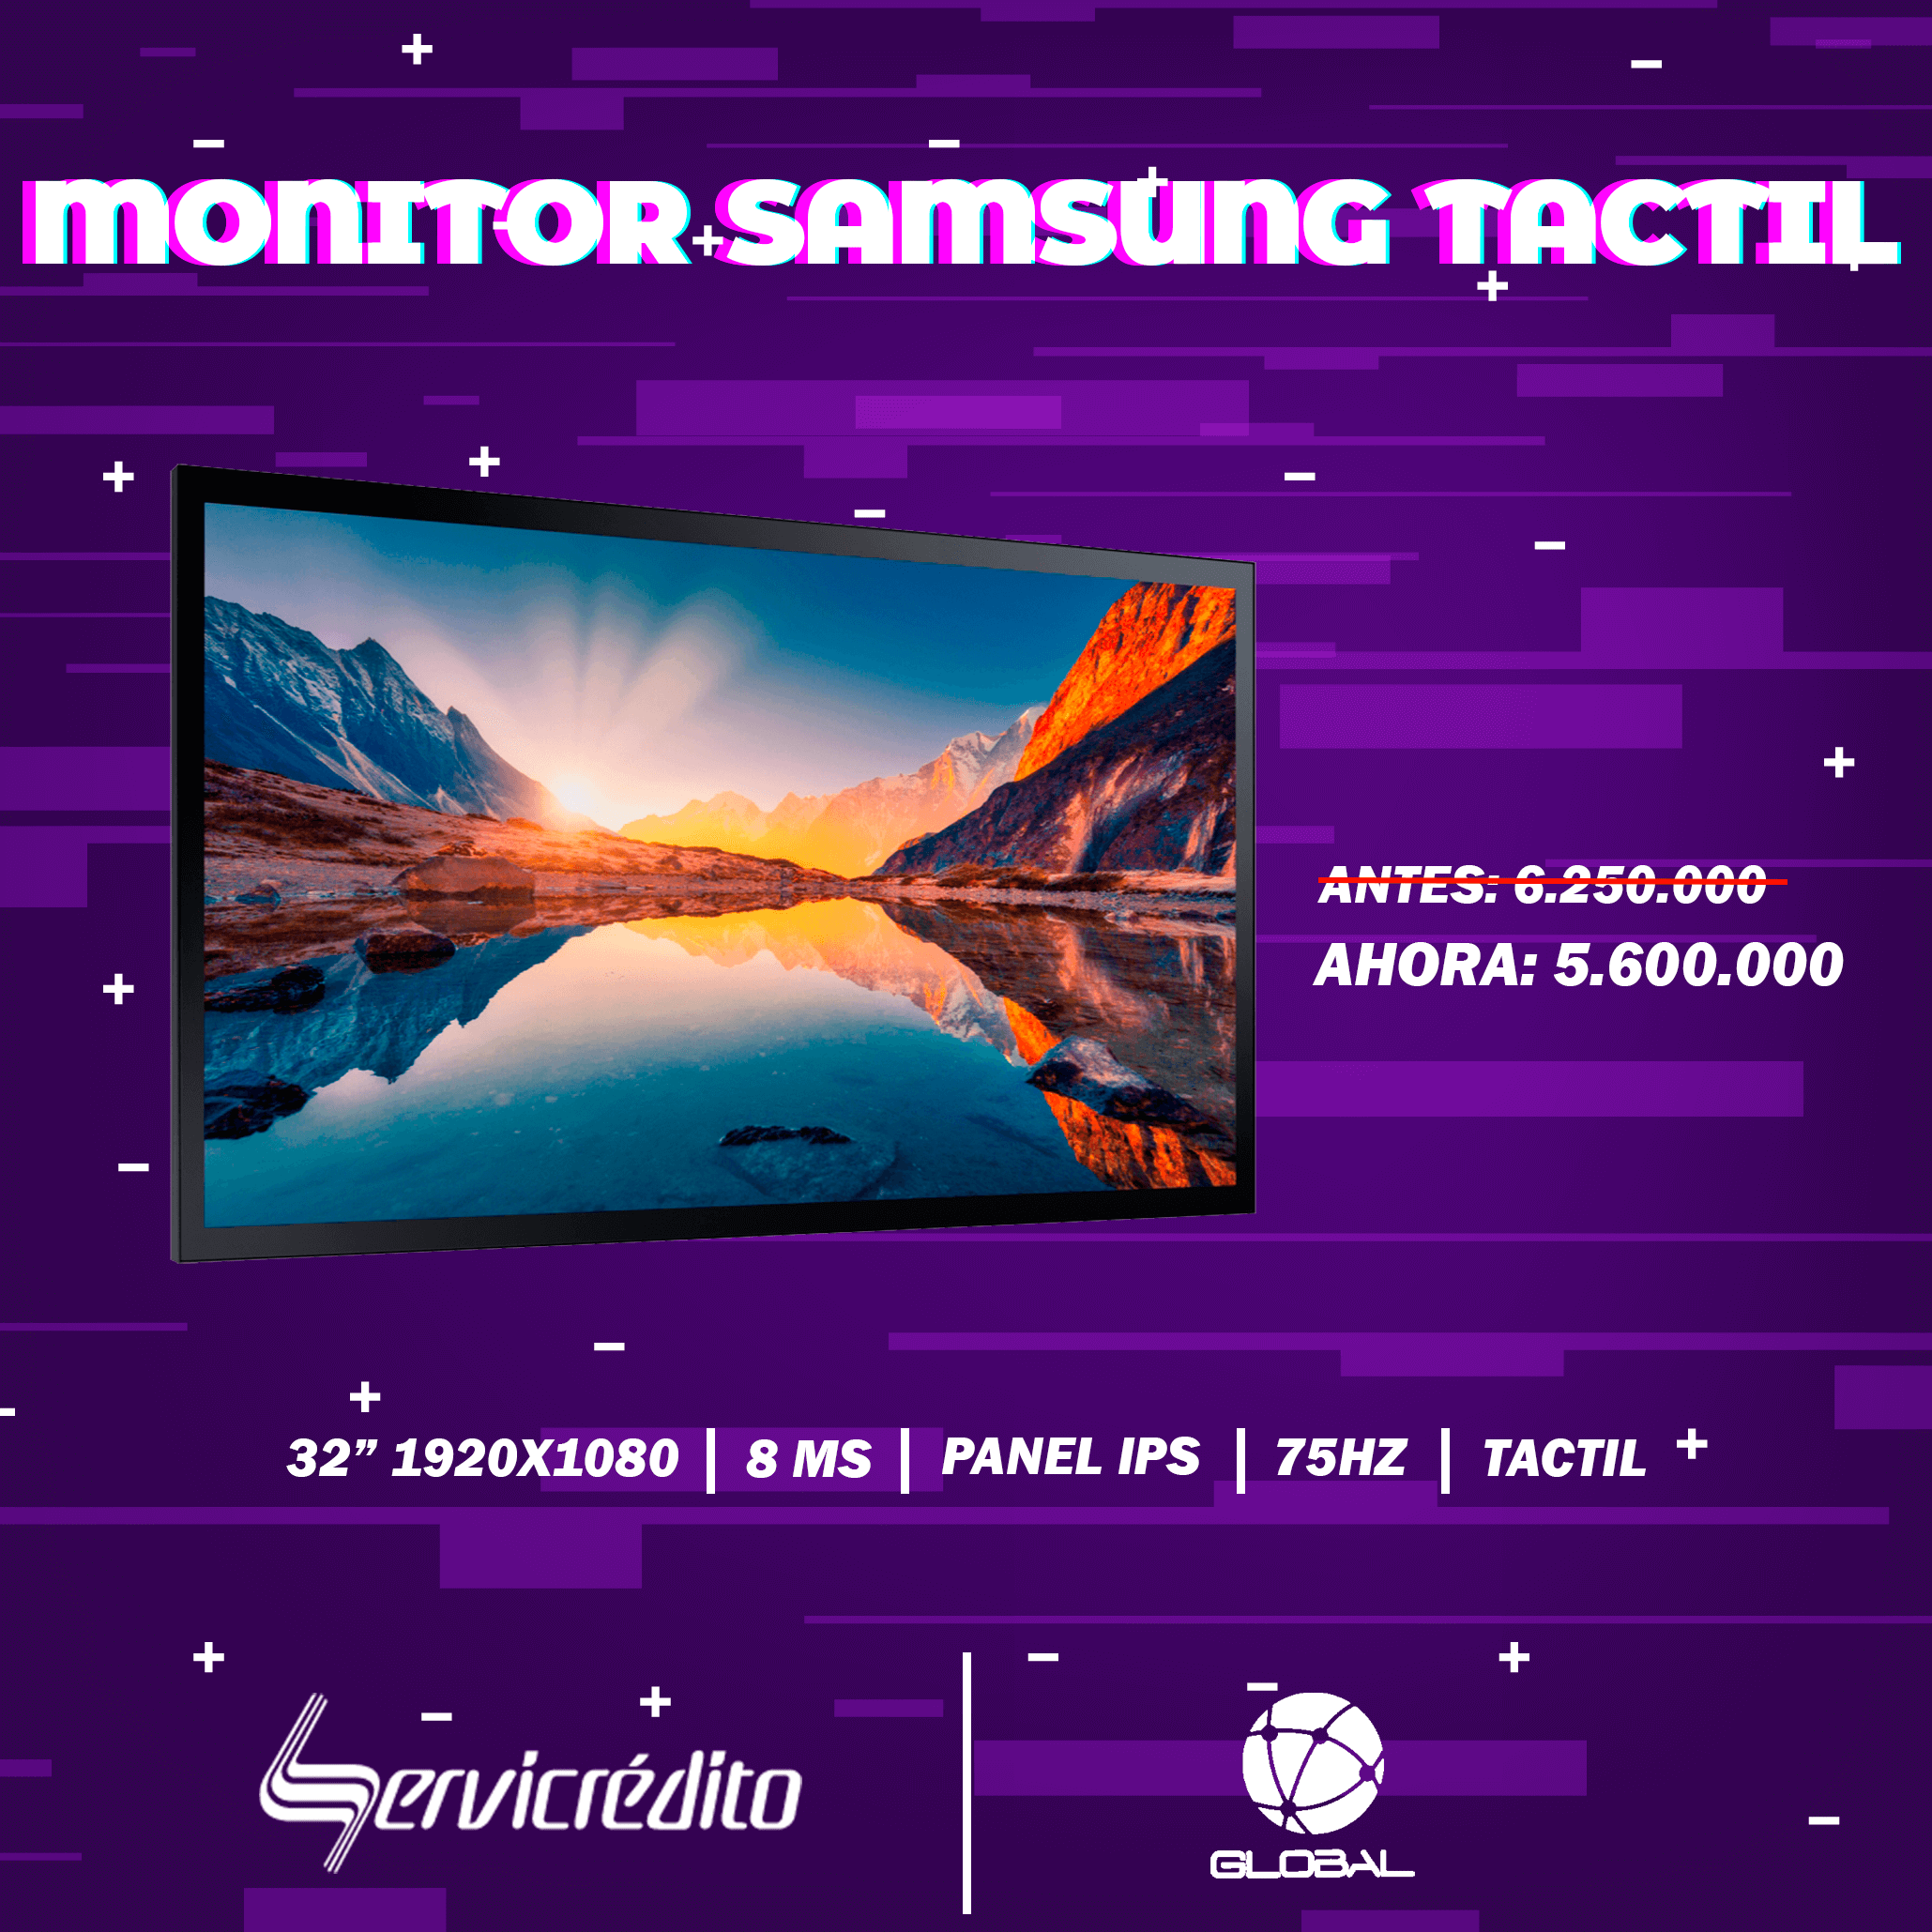 MONITOR SAMSUNG TACTIL
ANTES: 6.250.000
AHORA: 5.600.000
32” 1920X1080 | 8 MS | PANEL IPS | 75HZ | TACTIL
Servicrédito
GLOBAL